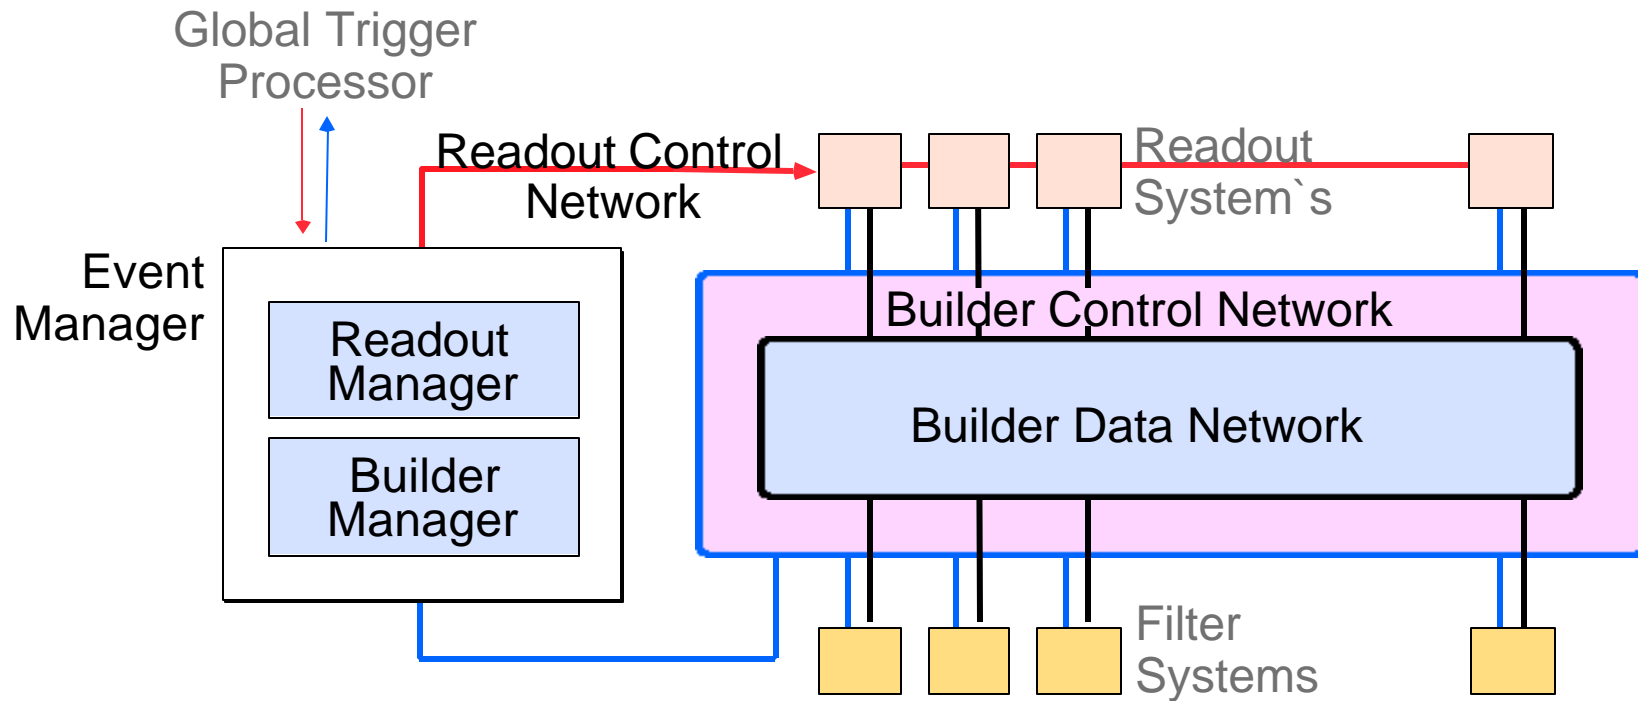 Global Trigger
Processor
Readout Control
Network
Readout
System`s
Event
Manager
Readout
Manager
Builder
Manager
Builder Control Network
Builder Data Network
Filter
Systems